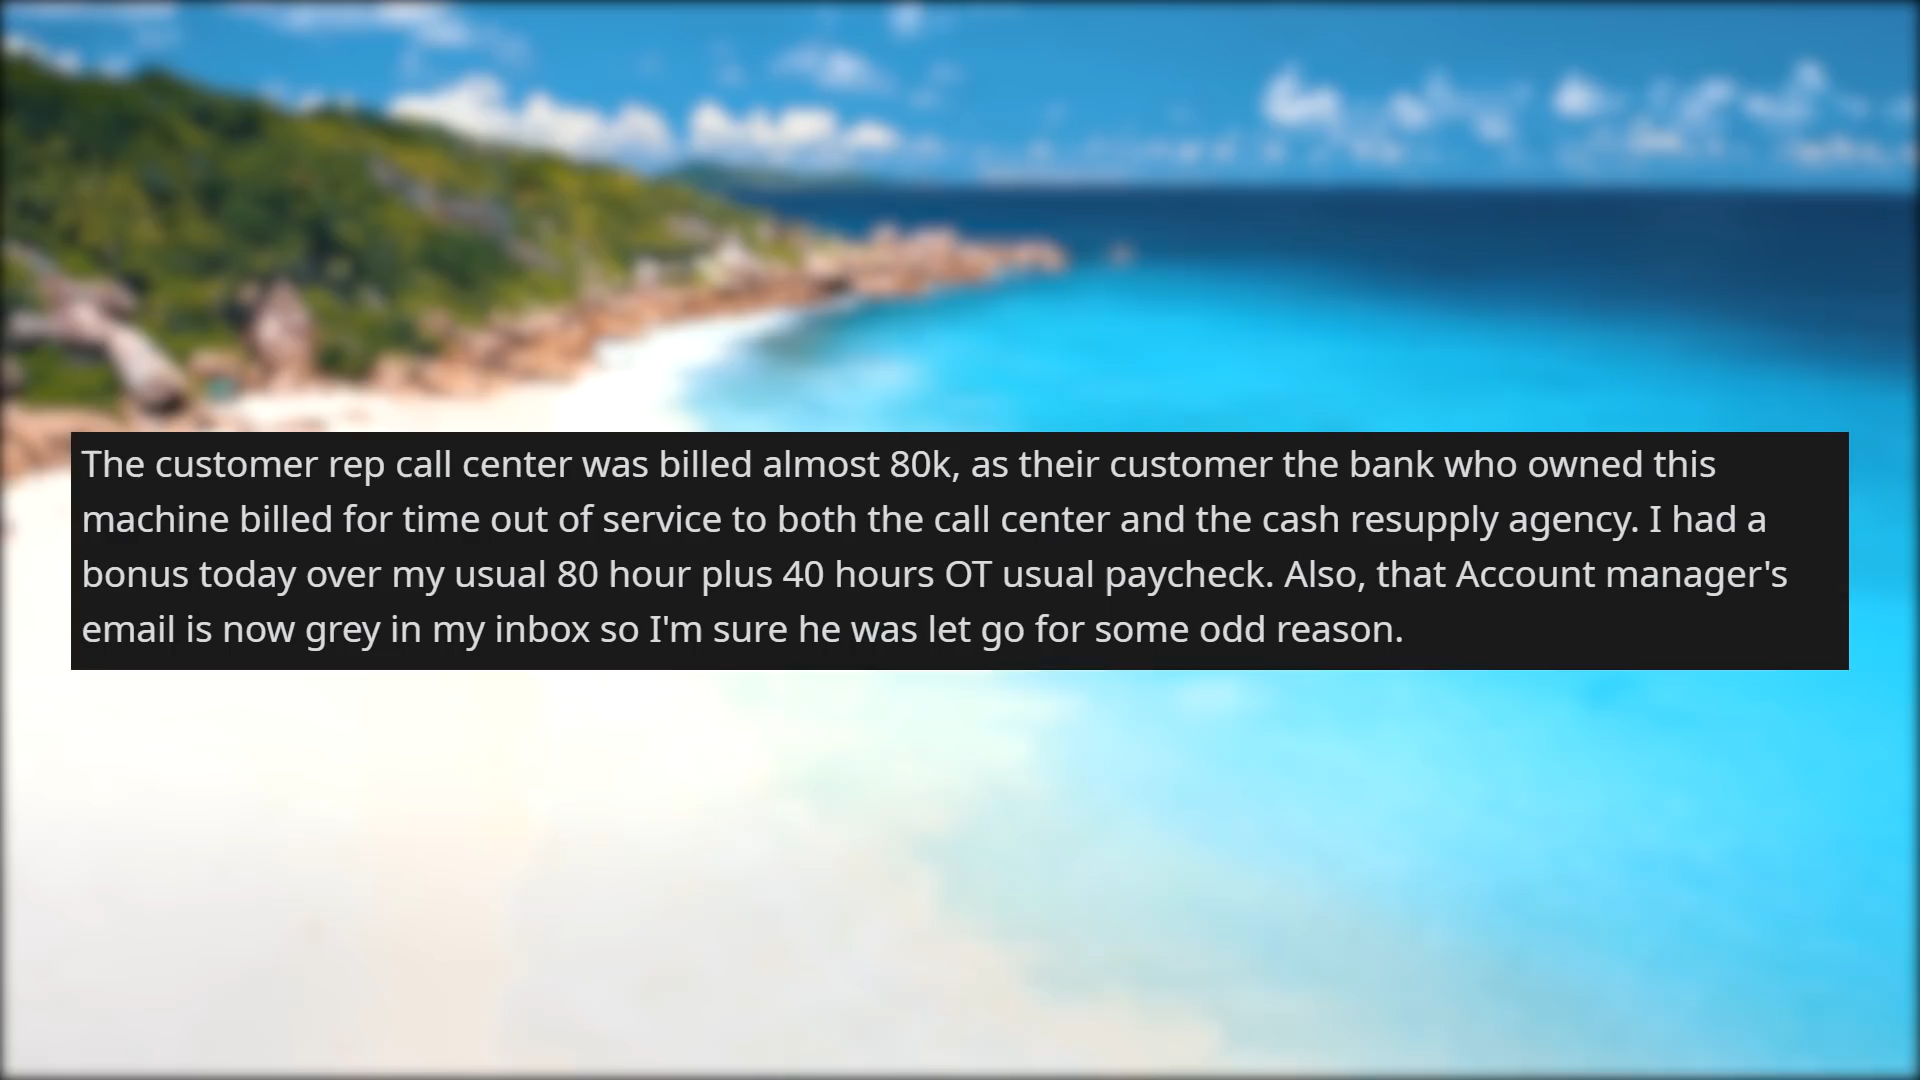 The customer rep call center was billed almost 80k, as their customer the bank who owned this
machine billed for time out of service to both the call center and the cash resupply agency. I had a
bonus today over my usual 80 hour plus 40 hours OT usual paycheck. Also, that Account manager's
email is now grey in my inbox so I'm sure he was let go for some odd reason.